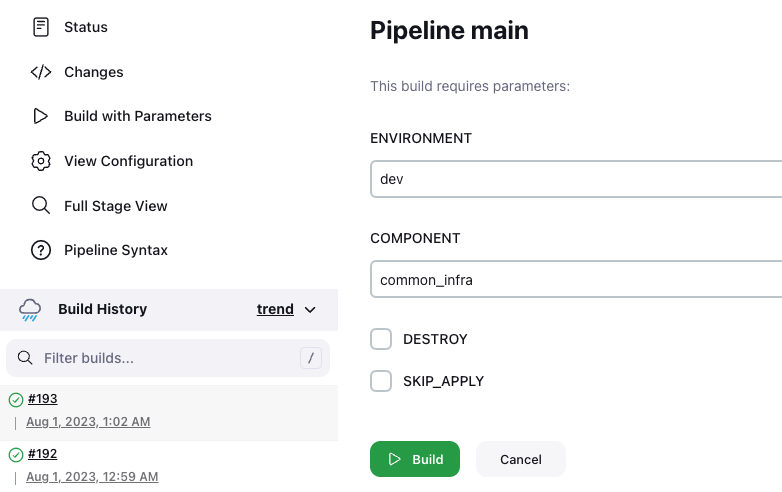 Status
Changes
Build with Parameters
View Configuration
Full Stage View
Pipeline Syntax
Build History
trend
Filter builds...
/
#193
Aug 1, 2023, 1:02 AM
#192
Aug 1, 2023, 12:59 AM
Pipeline main
This build requires parameters:
ENVIRONMENT
dev
COMPONENT
common_infra
DESTROY
SKIP_APPLY
Build
Cancel